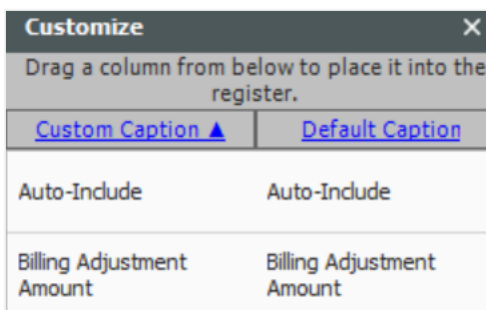 Customize
Drag a column from below to place it into the
register.
Custom Caption ▲ Default Caption
Auto-Include Auto-Include
Billing Adjustment Billing Adjustment
Amount Amount